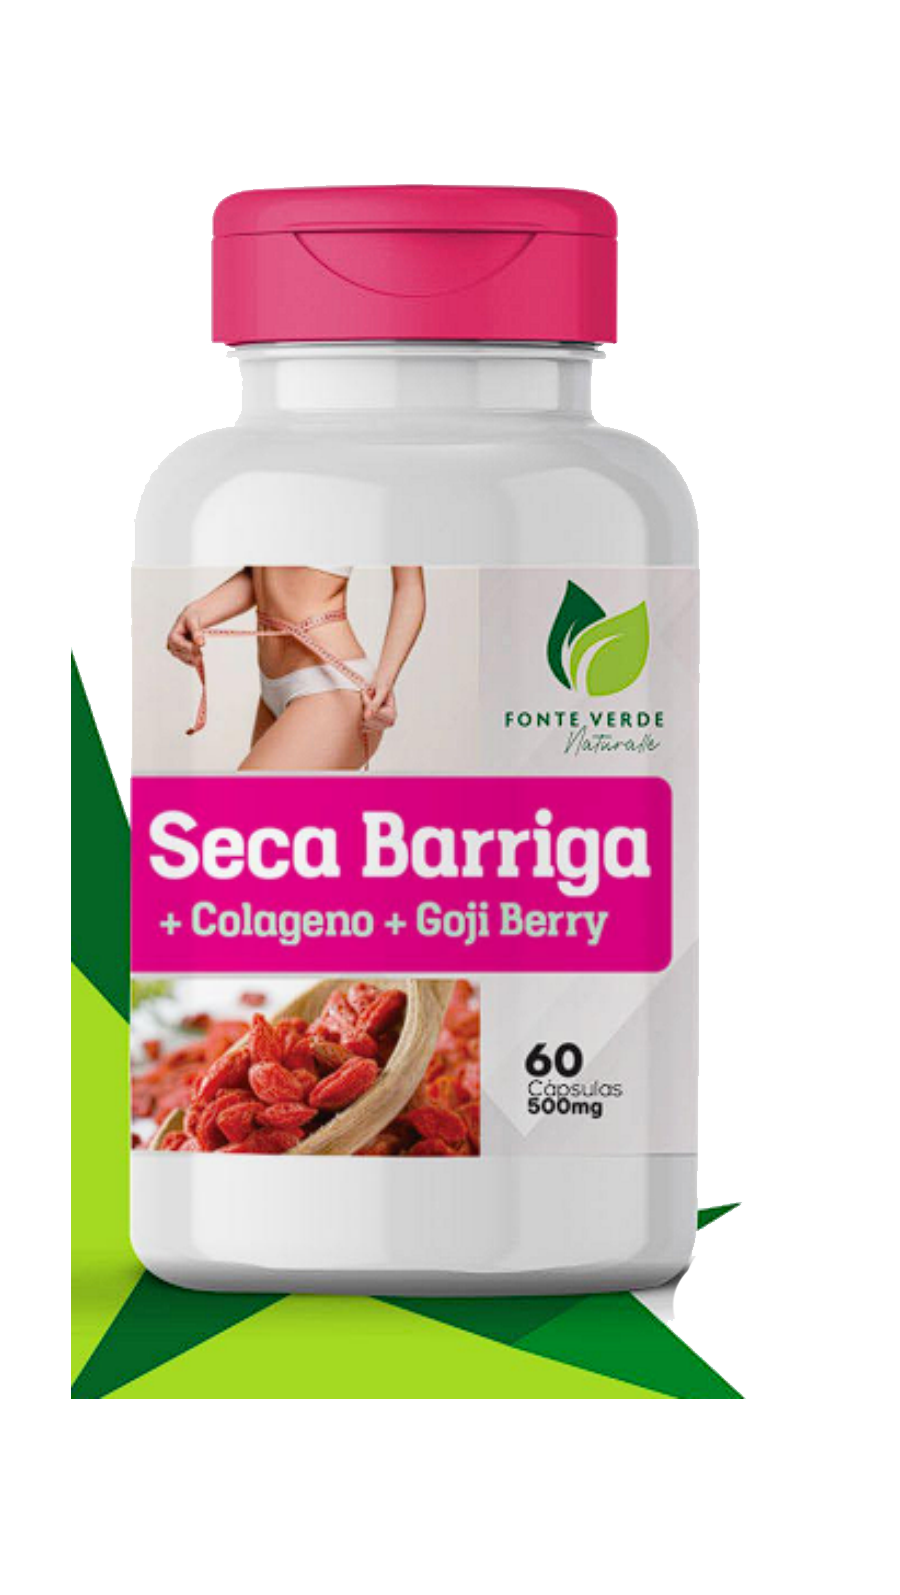 FONTE VERDE
Naturalle
Seca Barriga
+ Colageno + Goji Berry
60
Cápsulas
500mg